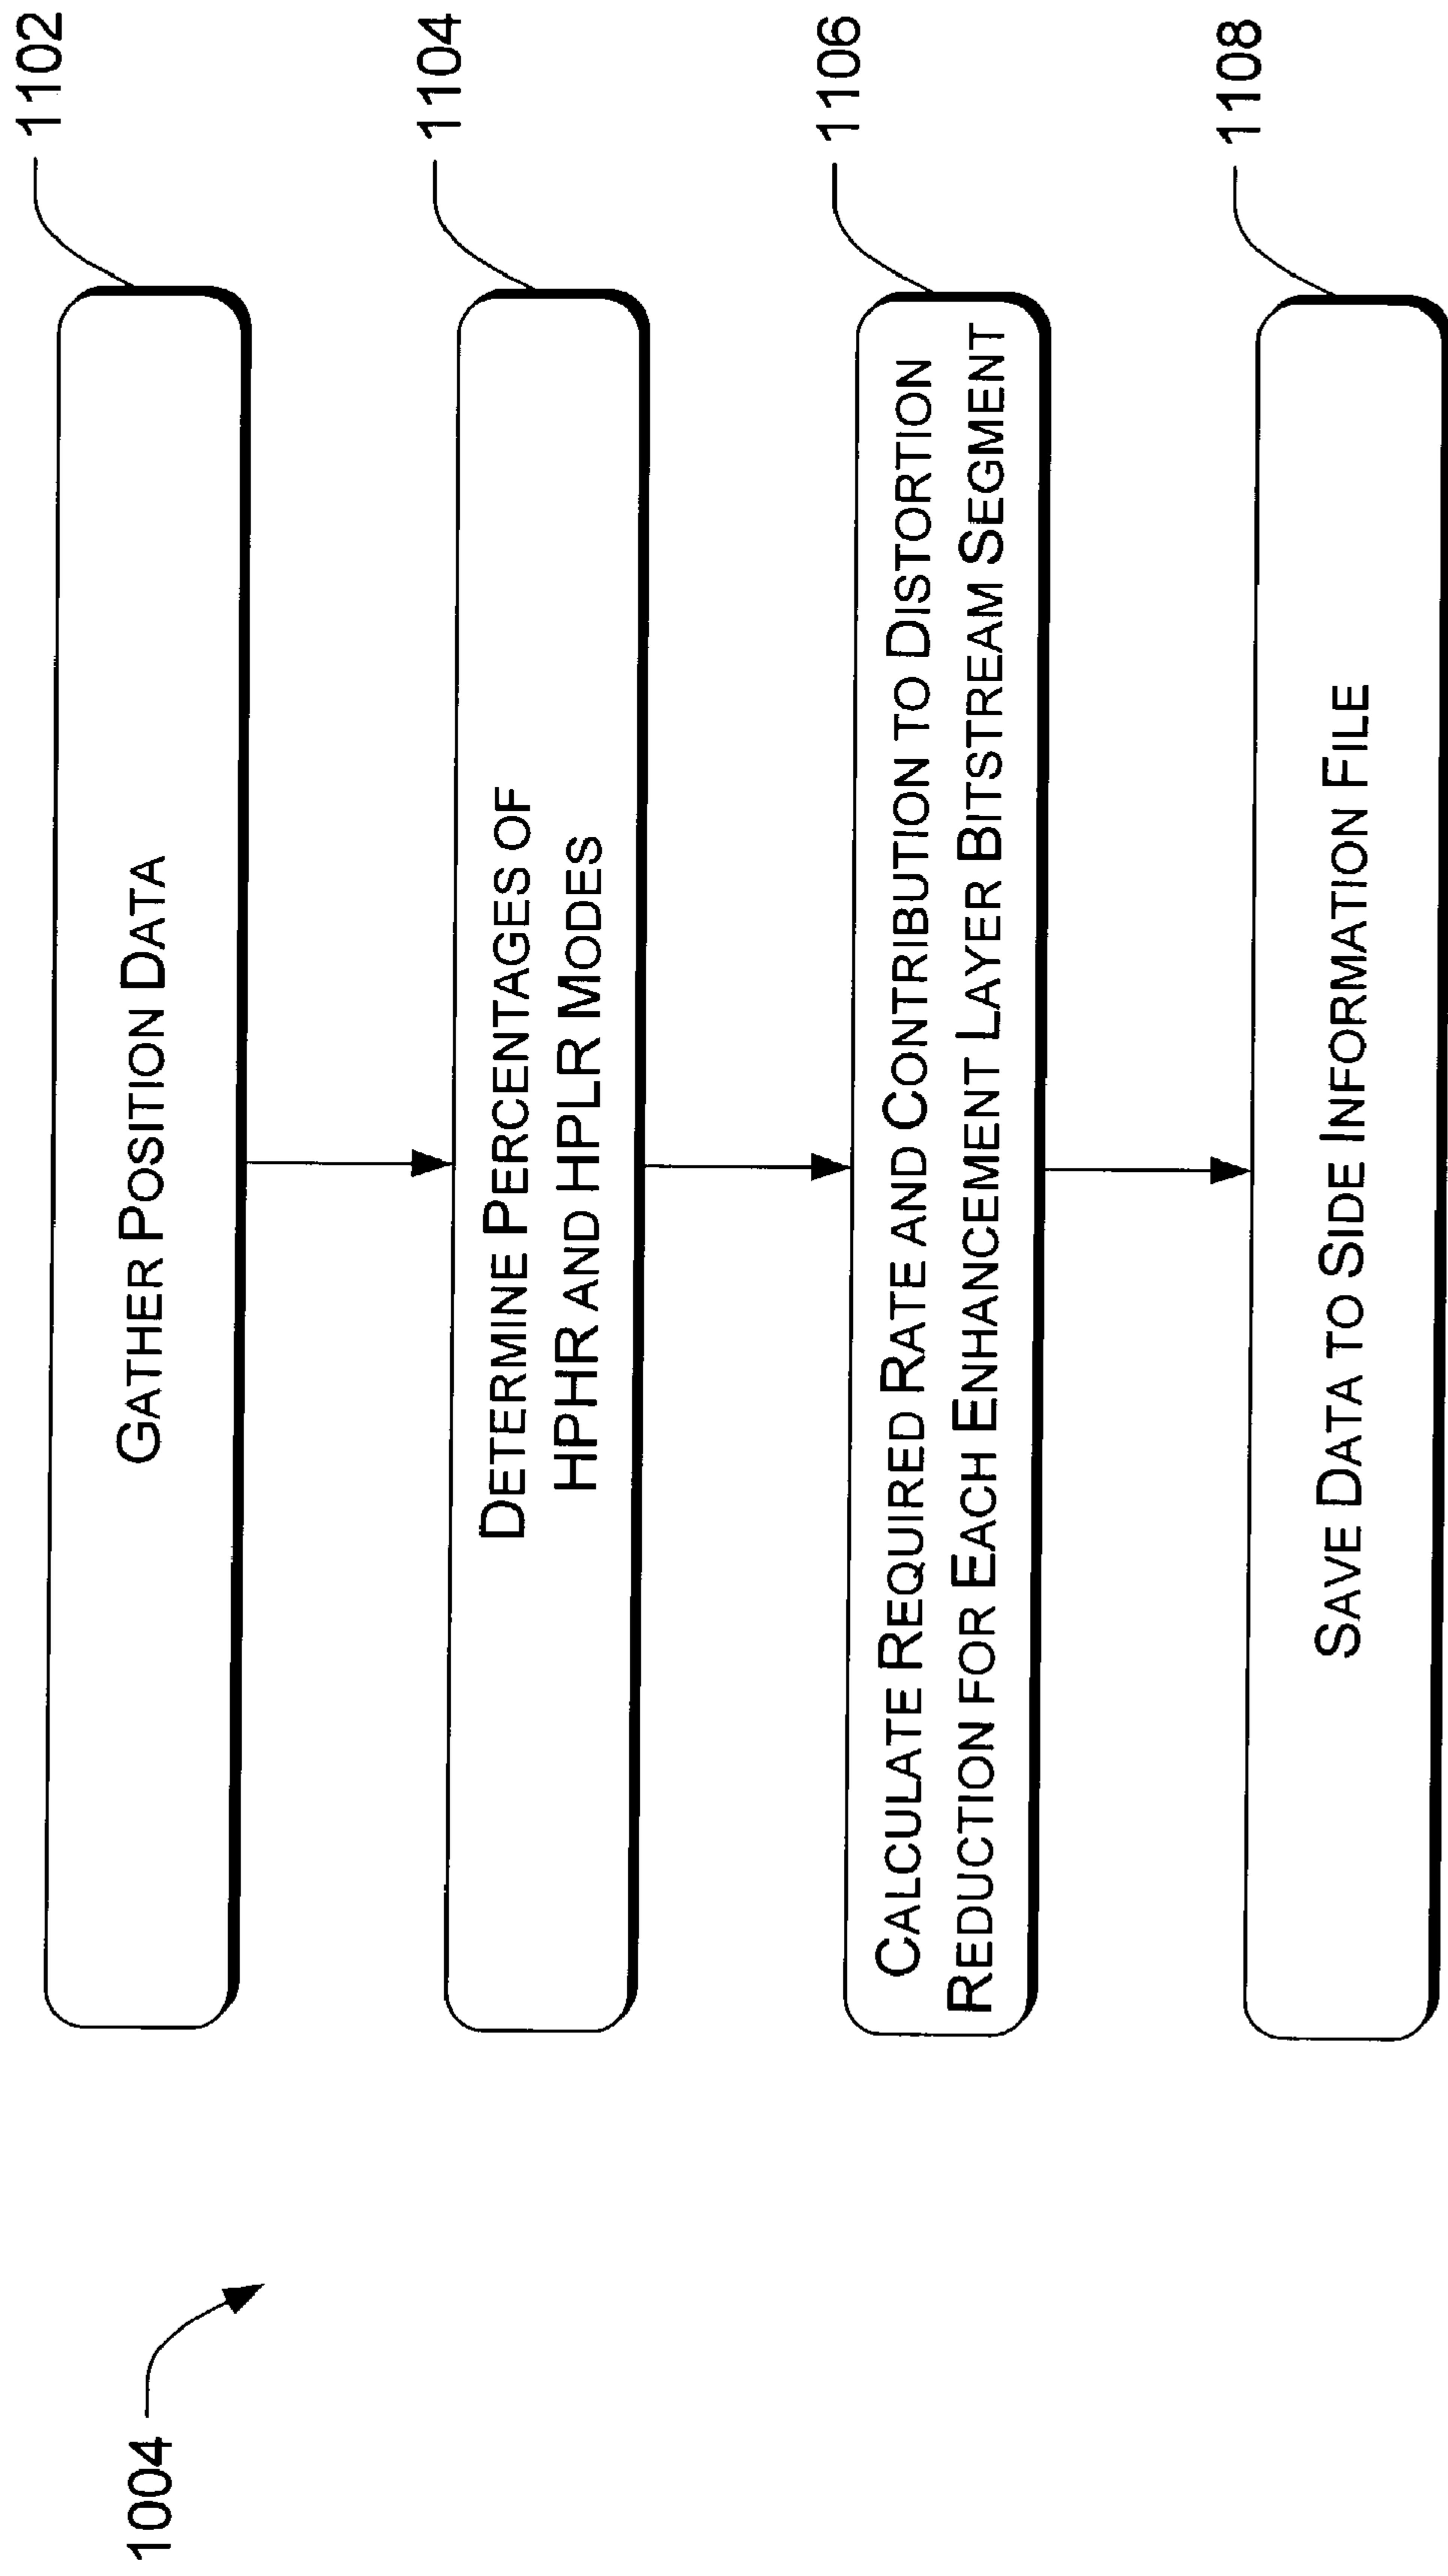 1004
1102
GATHER POSITION DATA
1104
DETERMINE PERCENTAGES OF
HPHR AND HPLR MODES
1106
CALCULATE REQUIRED RATE AND CONTRIBUTION TO DISTORTION
REDUCTION FOR EACH ENHANCEMENT LAYER BITSTREAM SEGMENT
1108
SAVE DATA TO SIDE INFORMATION FILE